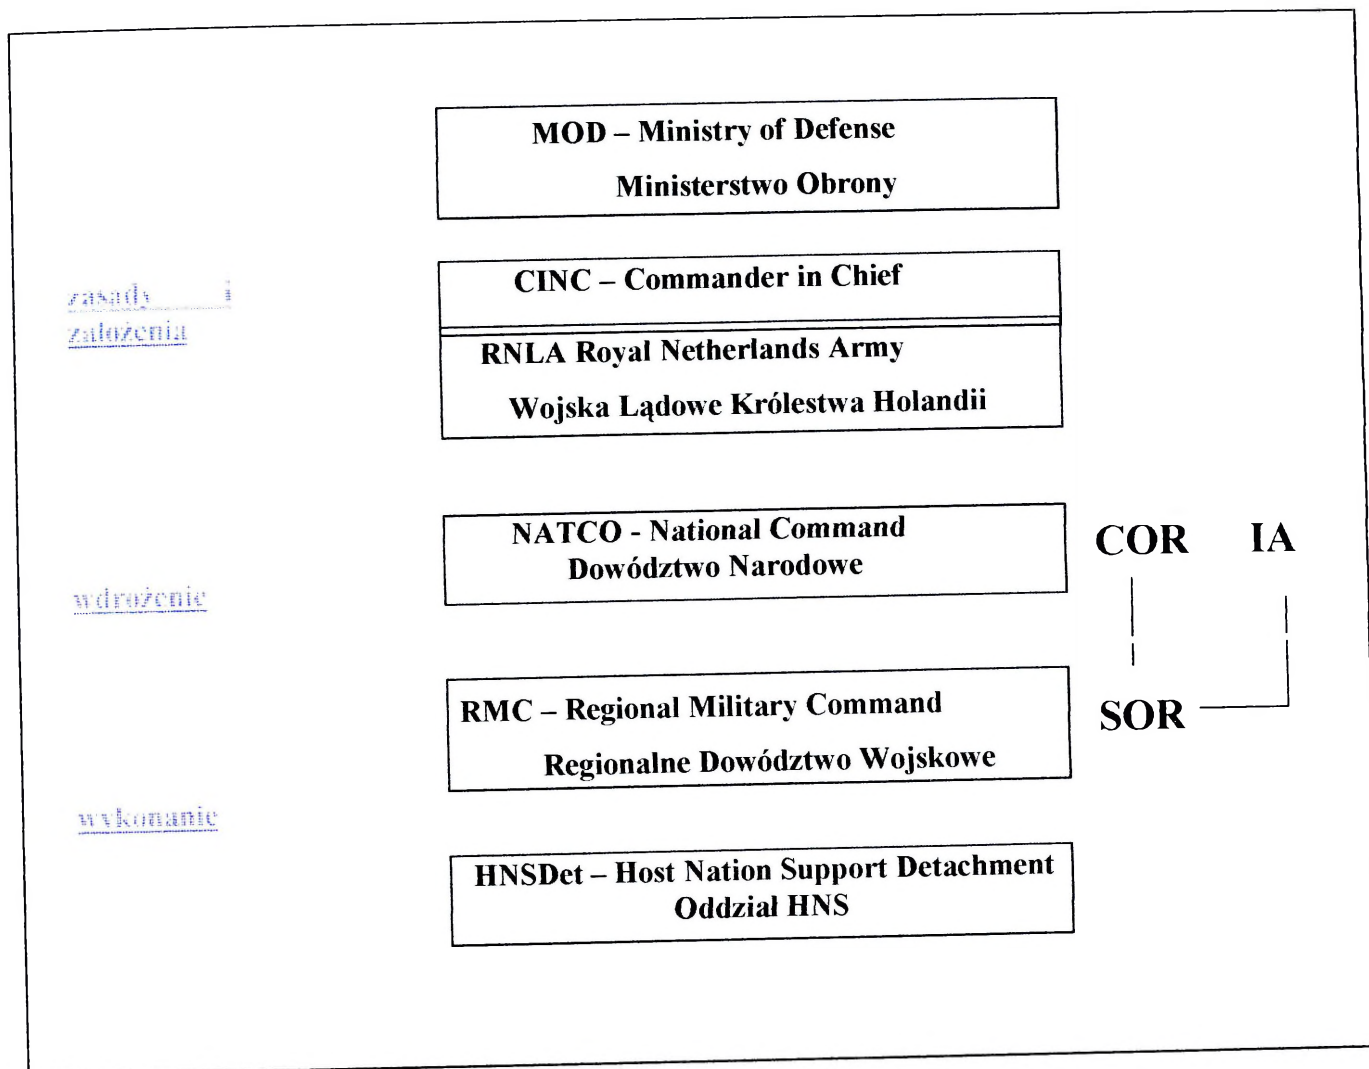 MOD – Ministry of Defense
Ministerstwo Obrony
zasady i
założenia
CINC – Commander in Chief
RNLA Royal Netherlands Army
Wojska Lądowe Królestwa Holandii
NATCO - National Command
Dowództwo Narodowe
COR IA
wdrożenie
RMC – Regional Military Command
Regionalne Dowództwo Wojskowe
SOR
wykonanie
HNSDet – Host Nation Support Detachment
Oddział HNS